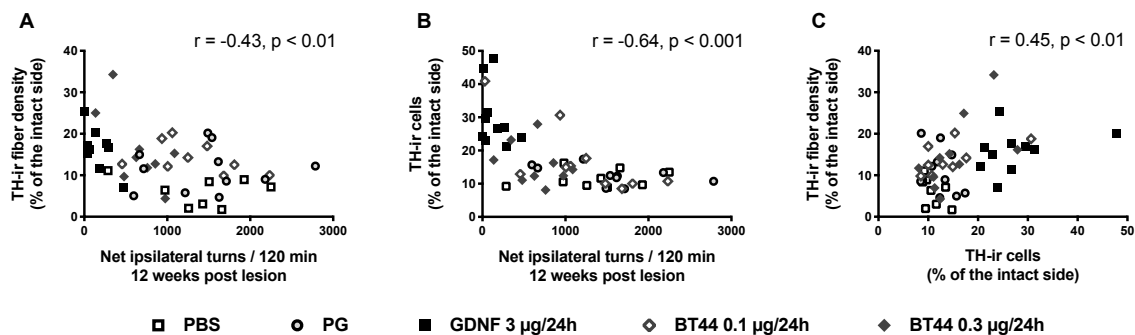 A
r = -0.43, p < 0.01
TH-ir fiber density
(% of the intact side)
40
30
20
10
0
0 1000 2000 3000
Net ipsilateral turns / 120 min
12 weeks post lesion
B
r = -0.64, p < 0.001
TH-ir cells
(% of the intact side)
50
40
30
20
10
0
0 1000 2000 3000
Net ipsilateral turns / 120 min
12 weeks post lesion
C
r = 0.45, p < 0.01
TH-ir fiber density
(% of the intact side)
40
30
20
10
0
0 10 20 30 40 50
TH-ir cells
(% of the intact side)
PBS PG GDNF 3 µg/24h BT44 0.1 µg/24h BT44 0.3 µg/24h